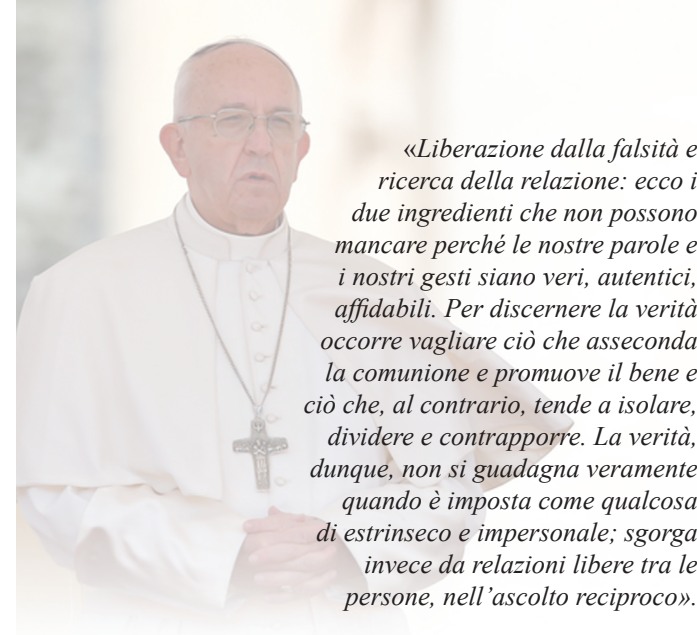 «Liberazione dalla falsità e
ricerca della relazione: ecco i
due ingredienti che non possono
mancare perché le nostre parole e
i nostri gesti siano veri, autentici,
affidabili. Per discernere la verità
occorre vagliare ciò che asseconda
la comunione e promuove il bene e
ciò che, al contrario, tende a isolare,
dividere e contrapporre. La verità,
dunque, non si guadagna veramente
quando è imposta come qualcosa
di estrinseco e impersonale; sgorga
invece da relazioni libere tra le
persone, nell’ascolto reciproco».